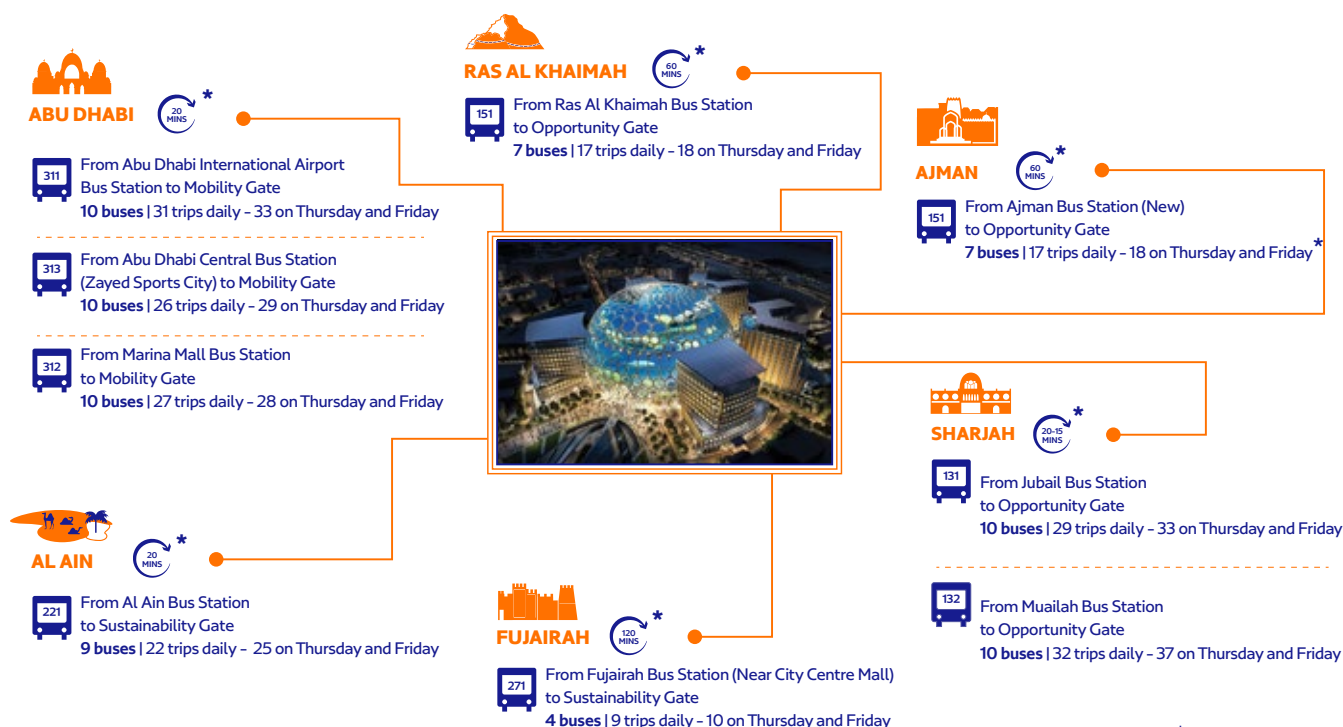 ABU DHABI
20
MINS
*
311
From Abu Dhabi International Airport
Bus Station to Mobility Gate
10 buses | 31 trips daily - 33 on Thursday and Friday
313
From Abu Dhabi Central Bus Station
(Zayed Sports City) to Mobility Gate
10 buses | 26 trips daily - 29 on Thursday and Friday
312
From Marina Mall Bus Station
to Mobility Gate
10 buses | 27 trips daily - 28 on Thursday and Friday
RAS AL KHAIMAH
60
MINS
*
151
From Ras Al Khaimah Bus Station
to Opportunity Gate
7 buses | 17 trips daily - 18 on Thursday and Friday
AJMAN
60
MINS
*
151
From Ajman Bus Station (New)
to Opportunity Gate
7 buses | 17 trips daily - 18 on Thursday and Friday*
SHARJAH
20-15
MINS
*
131
From Jubail Bus Station
to Opportunity Gate
10 buses | 29 trips daily - 33 on Thursday and Friday
132
From Muailah Bus Station
to Opportunity Gate
10 buses | 32 trips daily - 37 on Thursday and Friday
AL AIN
20
MINS
*
221
From Al Ain Bus Station
to Sustainability Gate
9 buses | 22 trips daily - 25 on Thursday and Friday
FUJAIRAH
120
MINS
*
271
From Fujairah Bus Station (Near City Centre Mall)
to Sustainability Gate
4 buses | 9 trips daily - 10 on Thursday and Friday